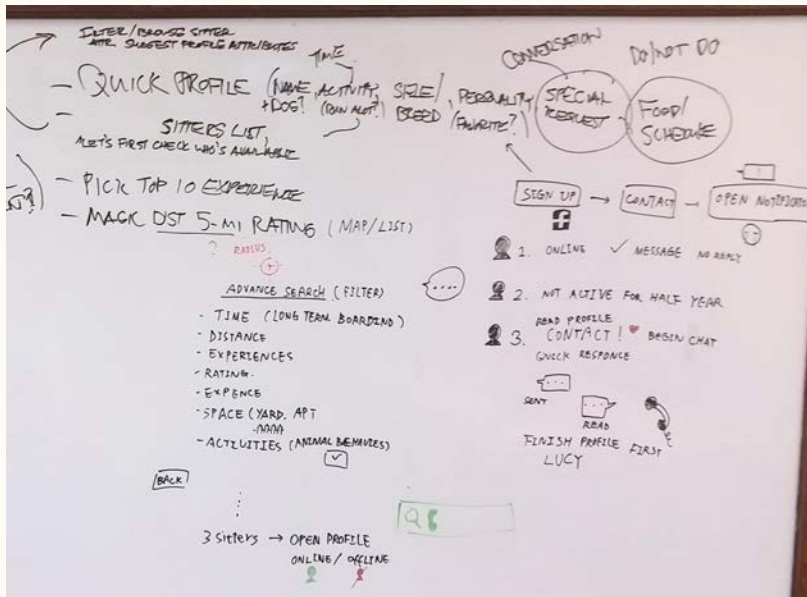 FILTER/BROWSE SITTER
SUGGEST PROFILE ATTRIBUTES
TIME
CONVERSATION
DO/NOT DO
- QUICK PROFILE (NAME, ACTIVITY, SIZE/, PERSONALITY
+DOG? (RUN ALOT?) BREED (FAVORITE?)
SPECIAL
REQUEST
FOOD/
SCHEDULE
SITTERS LIST,
LET'S FIRST CHECK WHO'S AVAILABLE
- PICK TOP 10 EXPERIENCE
- MAGIC DIST 5-MI RATING (MAP/LIST)
? RADIUS
SIGN UP → CONTACT - OPEN NOTIFICATION
f
1. ONLINE ✓ MESSAGE NO REPLY
2. NOT ACTIVE FOR HALF YEAR
READ PROFILE
3. CONTACT! BEGIN CHAT
QUICK RESPONCE
SENT
READ
FINISH PROFILE FIRST
LUCY
ADVANCE SEARCH (FILTER)
- TIME (LONG TERM BOARDING)
- DISTANCE
- EXPERIENCES
- RATING.
- EXPENCE
- SPACE (YARD. APT
- ACTIVITIES (ANIMAL BEHAVIES)
BACK
3 sitters → OPEN PROFILE
ONLINE/ OFFLINE